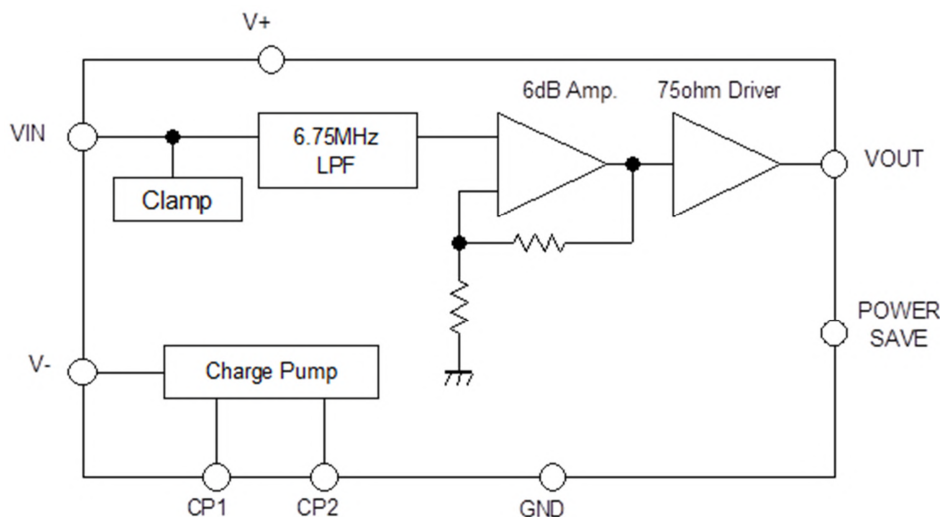 V+
6dB Amp.
75ohm Driver
VIN
6.75MHz
LPF
VOUT
Clamp
POWER
SAVE
V-
Charge Pump
CP1
CP2
GND